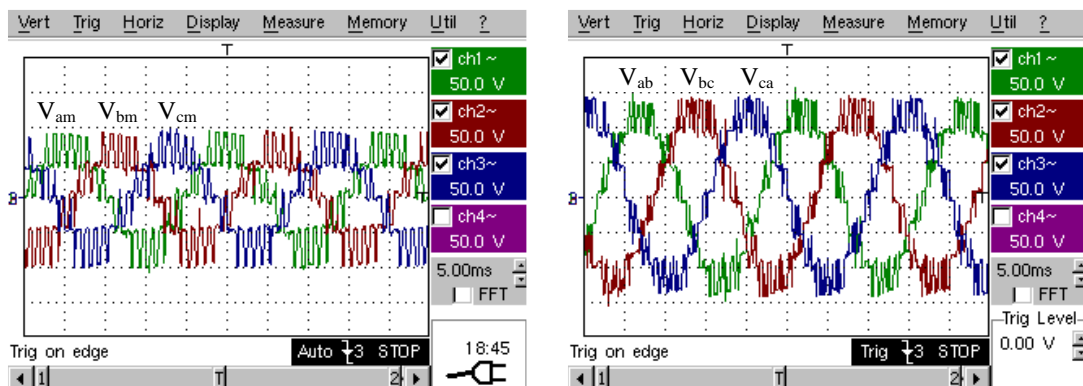 Vert Trig Horiz Display Measure Memory Util ?
T
ch1 ~
50.0 V
Vam Vbm Vcm
ch2~
50.0 V
ch3~
50.0 V
ch4~
50.0 V
T
5.00ms
FFT
Trig on edge
Auto 3 STOP
18:45
1 T 2
Vert Trig Horiz Display Measure Memory Util ?
T
ch1 ~
50.0 V
Vab Vbc Vca
ch2~
50.0 V
ch3~
50.0 V
ch4~
50.0 V
T
5.00ms
FFT
Trig Level
0.00 V
Trig on edge
Trig 3 STOP
1 T 2